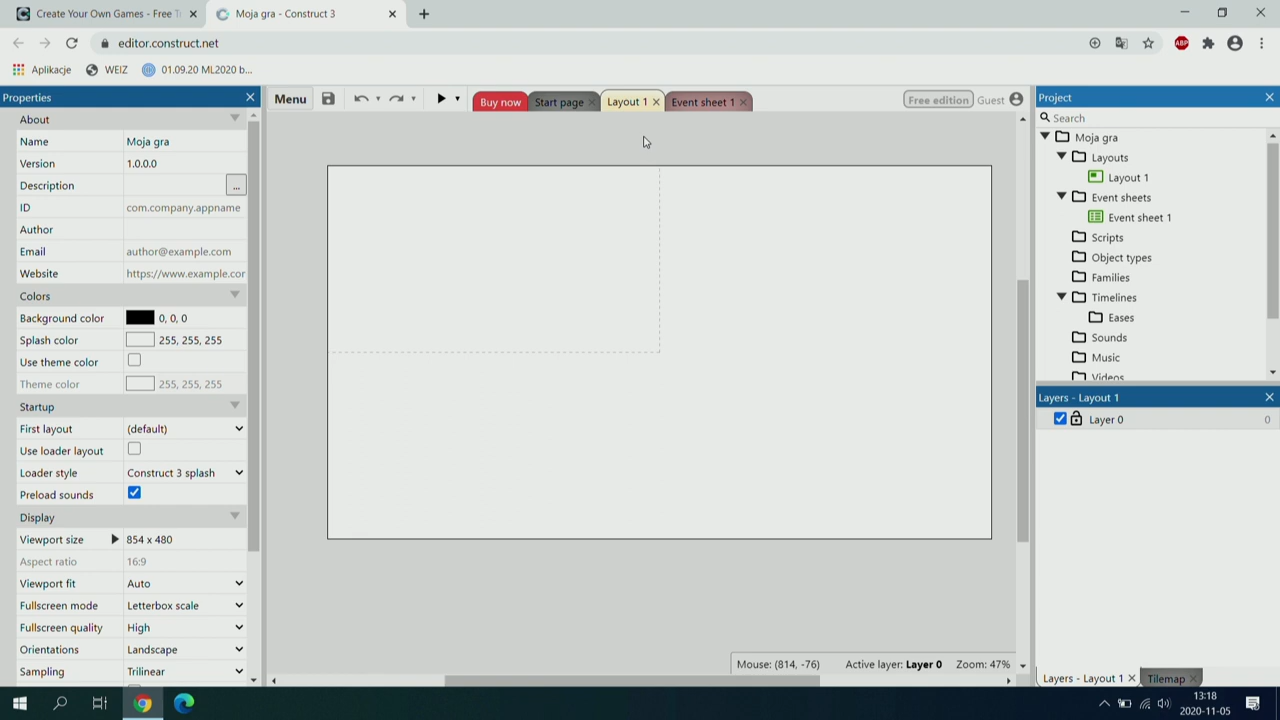 Create Your Own Games - Free T
Moja gra - Construct 3
editor.construct.net
ABP
Aplikacje
WEIZ
01.09.20 ML2020 b...
Properties
Menu
Buy now
Start page
Layout 1
Event sheet 1
Free edition
Guest
Project
About
Name
Moja gra
Version
1.0.0.0
Description
...
ID
com.company.appname
Author
Email
author@example.com
Website
https://www.example.cor
Colors
Background color
0, 0, 0
Splash color
255, 255, 255
Use theme color
Theme color
255, 255, 255
Startup
First layout
(default)
Use loader layout
Loader style
Construct 3 splash
Preload sounds
Display
Viewport size
854 x 480
Aspect ratio
16:9
Viewport fit
Auto
Fullscreen mode
Letterbox scale
Fullscreen quality
High
Orientations
Landscape
Sampling
Trilinear
Mouse: (814, -76)
Active layer: Layer 0
Zoom: 47%
Search
Moja gra
Layouts
Layout 1
Event sheets
Event sheet 1
Scripts
Object types
Families
Timelines
Eases
Sounds
Music
Videos
Layers - Layout 1
Layer 0
0
Layers - Layout 1
Tilemap
13:18
2020-11-05